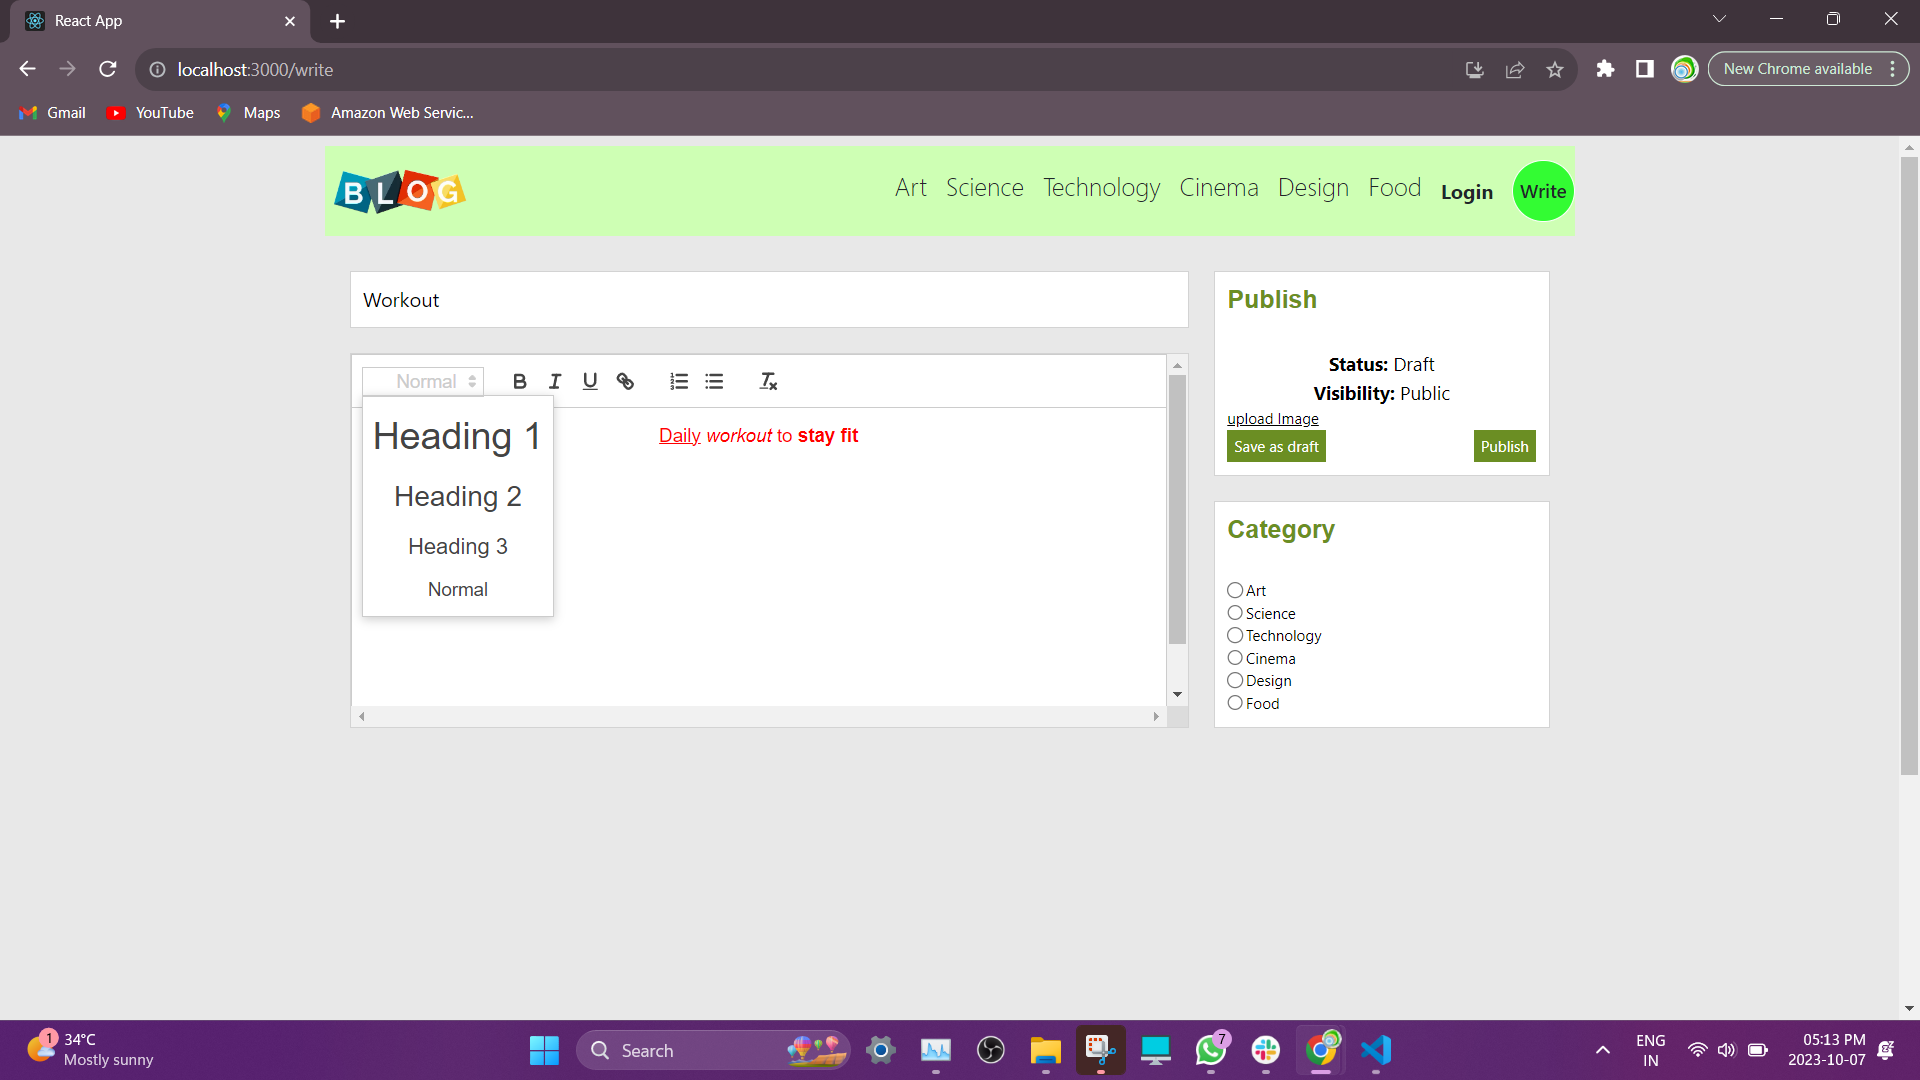 React App
localhost:3000/write
New Chrome available
Gmail YouTube Maps Amazon Web Servic...
BLOG
Art Science Technology Cinema Design Food Login Write
Workout
Normal
Heading 1
Heading 2
Heading 3
Normal
Daily workout to stay fit
Publish
Status: Draft
Visibility: Public
upload Image
Save as draft Publish
Category
Art
Science
Technology
Cinema
Design
Food
1
34°C
Mostly sunny
Search
7
ENG
IN
05:13 PM
2023-10-07